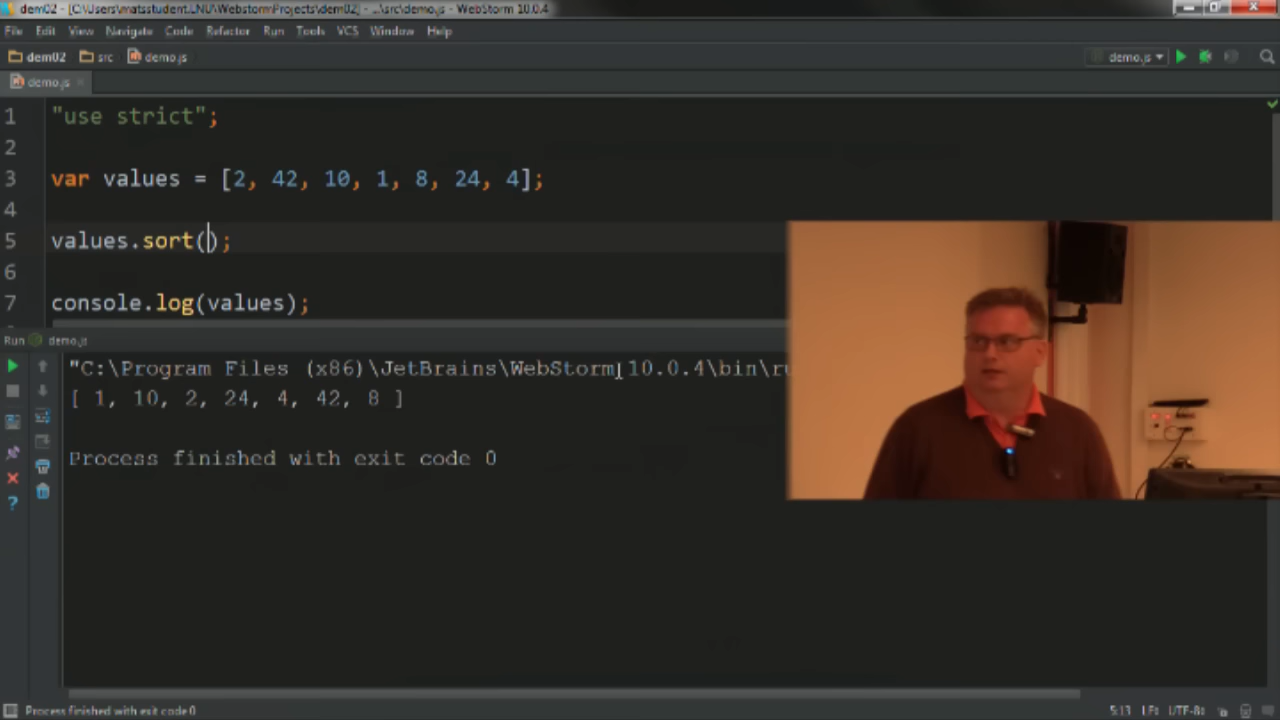 dem02 - [C:\Users\matsstudent.LNU\WebstormProjects\dem02] - ...\src\demo.js - WebStorm 10.0.4
File Edit View Navigate Code Refactor Run Tools VCS Window Help
dem02 src demo.js demo.js
demo.js
1 "use strict";
2
3 var values = [2, 42, 10, 1, 8, 24, 4];
4
5 values.sort();
6
7 console.log(values);
Run demo.js
"C:\Program Files (x86)\JetBrains\WebStorm 10.0.4\bin\ru
[ 1, 10, 2, 24, 4, 42, 8 ]
Process finished with exit code 0
Process finished with exit code 0 5:13 LF UTF-8